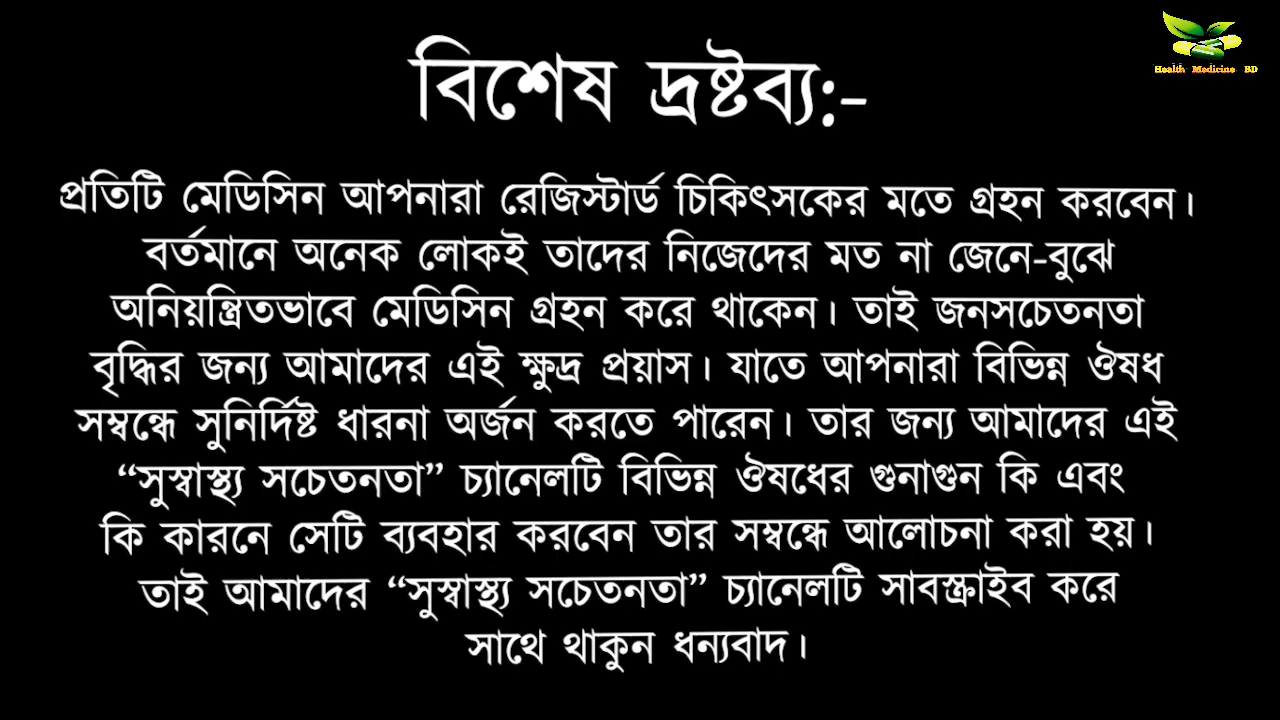 Health Medicine BD
বিশেষ দ্রষ্টব্য:-
প্রতিটি মেডিসিন আপনারা রেজিস্টার্ড চিকিৎসকের মতে গ্রহন করবেন।
বর্তমানে অনেক লোকই তাদের নিজেদের মত না জেনে-বুঝে
অনিয়ন্ত্রিতভাবে মেডিসিন গ্রহন করে থাকেন। তাই জনসচেতনতা
বৃদ্ধির জন্য আমাদের এই ক্ষুদ্র প্রয়াস। যাতে আপনারা বিভিন্ন ঔষধ
সম্বন্ধে সুনির্দিষ্ট ধারনা অর্জন করতে পারেন। তার জন্য আমাদের এই
“সুস্বাস্থ্য সচেতনতা” চ্যানেলটি বিভিন্ন ঔষধের গুনাগুন কি এবং
কি কারনে সেটি ব্যবহার করবেন তার সম্বন্ধে আলোচনা করা হয়।
তাই আমাদের “সুস্বাস্থ্য সচেতনতা” চ্যানেলটি সাবস্ক্রাইব করে
সাথে থাকুন ধন্যবাদ।